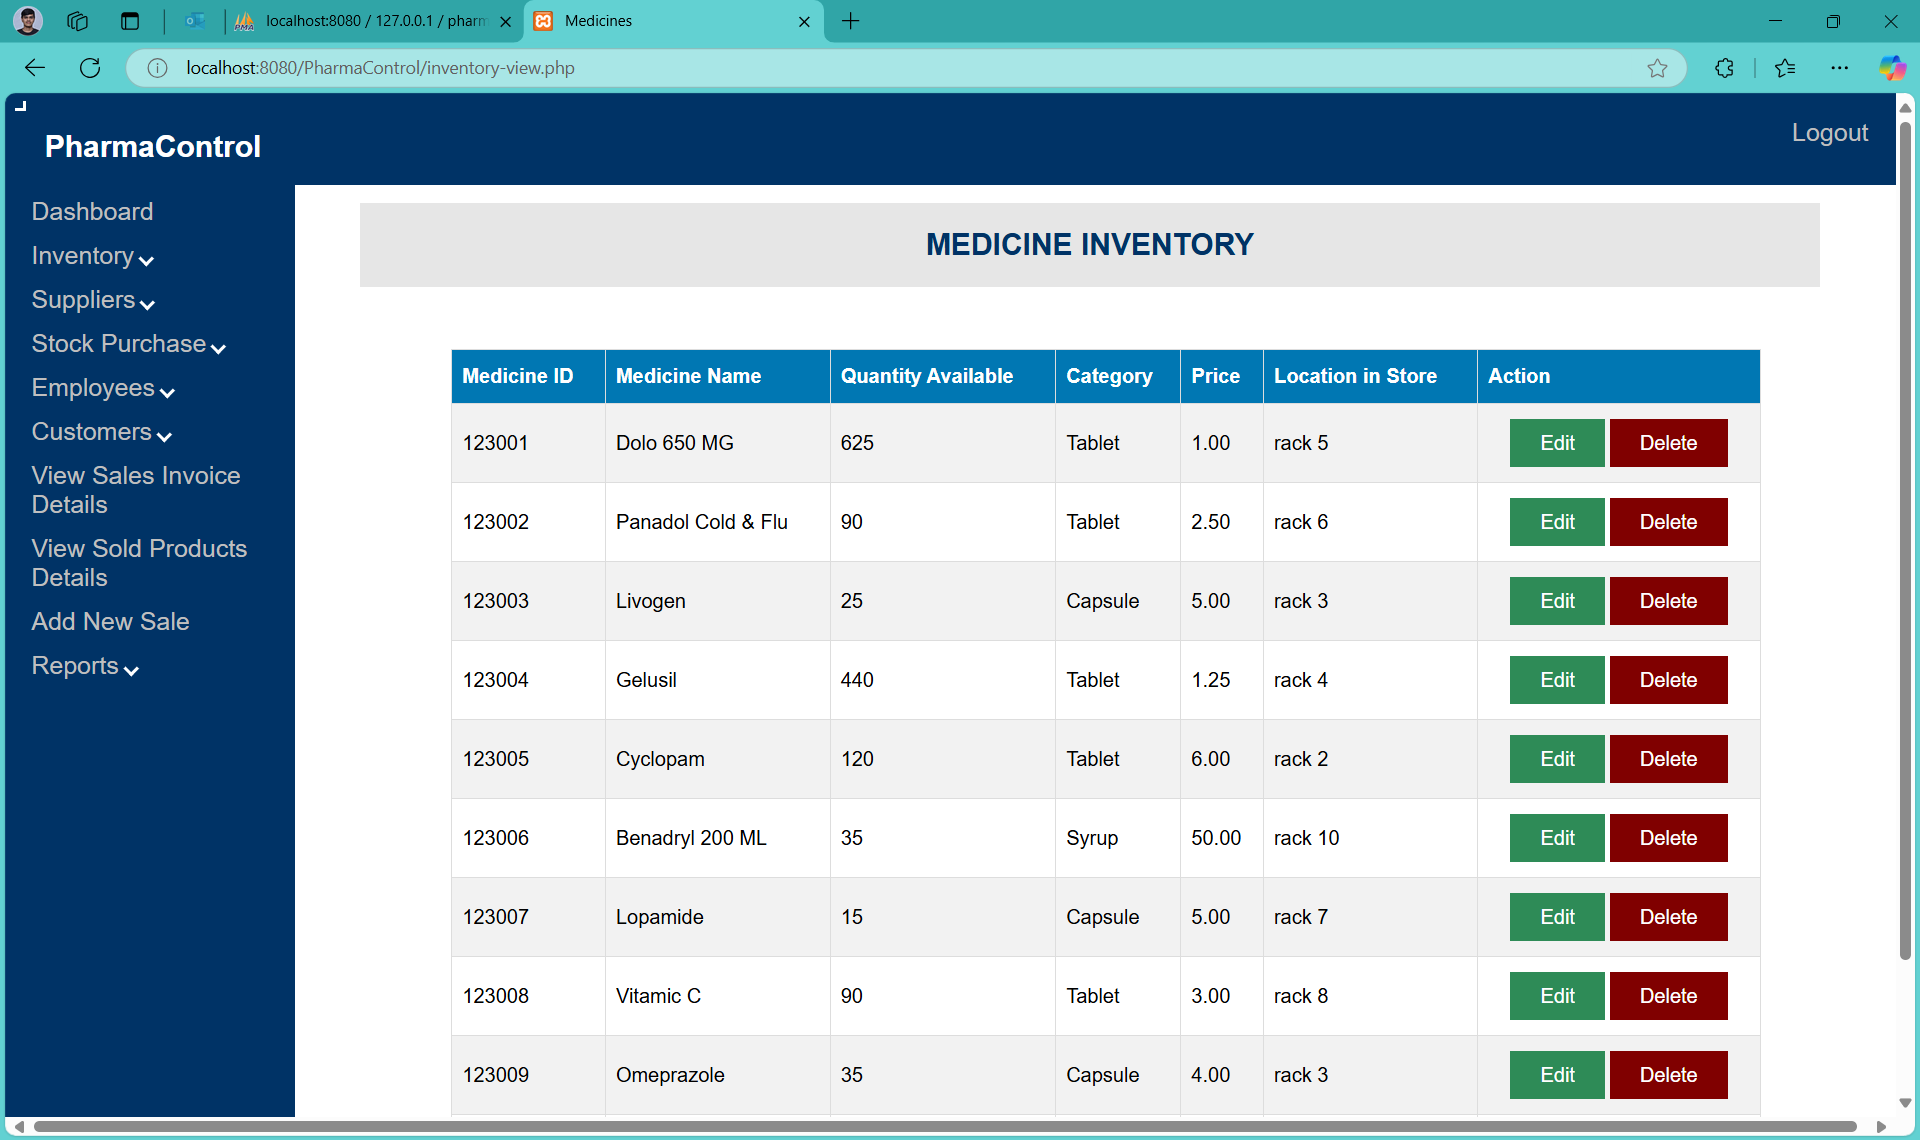 localhost:8080 / 127.0.0.1 / pharm
Medicines
localhost:8080/PharmaControl/inventory-view.php
PharmaControl
Logout
Dashboard
Inventory
Suppliers
Stock Purchase
Employees
Customers
View Sales Invoice
Details
View Sold Products
Details
Add New Sale
Reports
MEDICINE INVENTORY
Medicine ID Medicine Name Quantity Available Category Price Location in Store Action
123001 Dolo 650 MG 625 Tablet 1.00 rack 5 Edit Delete
123002 Panadol Cold & Flu 90 Tablet 2.50 rack 6 Edit Delete
123003 Livogen 25 Capsule 5.00 rack 3 Edit Delete
123004 Gelusil 440 Tablet 1.25 rack 4 Edit Delete
123005 Cyclopam 120 Tablet 6.00 rack 2 Edit Delete
123006 Benadryl 200 ML 35 Syrup 50.00 rack 10 Edit Delete
123007 Lopamide 15 Capsule 5.00 rack 7 Edit Delete
123008 Vitamic C 90 Tablet 3.00 rack 8 Edit Delete
123009 Omeprazole 35 Capsule 4.00 rack 3 Edit Delete